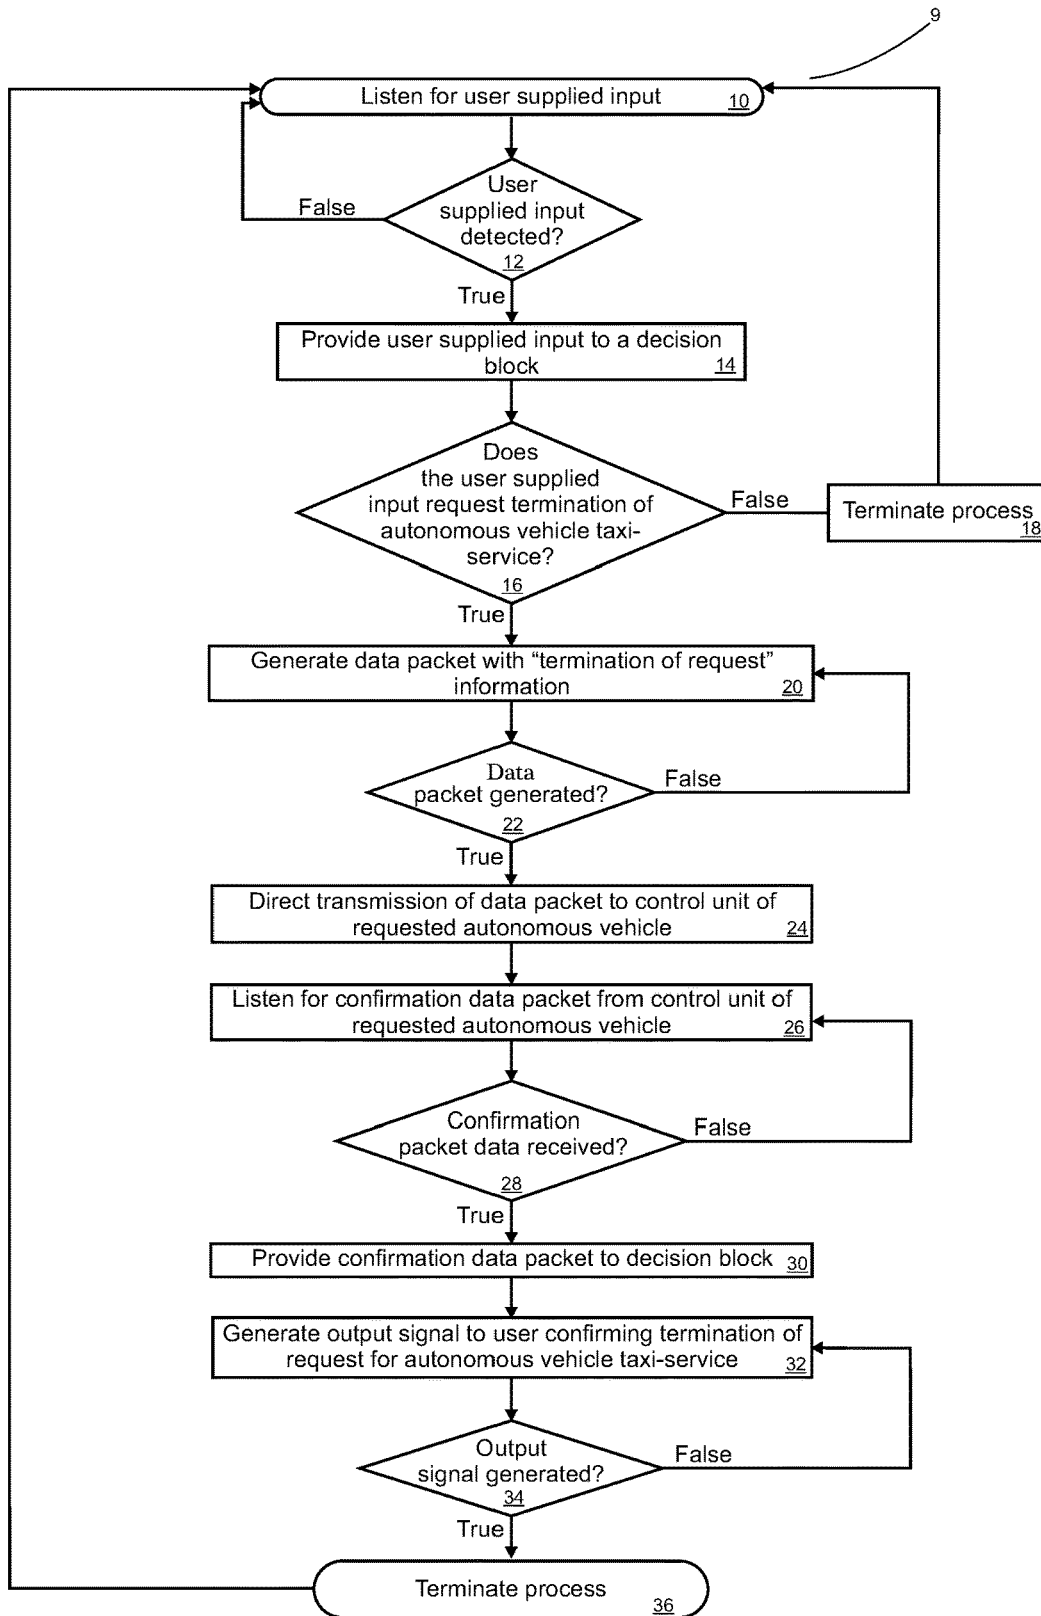 9
Listen for user supplied input
10
User
supplied input
detected?
12
False
True
Provide user supplied input to a decision
block
14
Does
the user supplied
input request termination of
autonomous vehicle taxi-
service?
16
False
Terminate process
18
True
Generate data packet with “termination of request”
information
20
Data
packet generated?
22
False
True
Direct transmission of data packet to control unit of
requested autonomous vehicle
24
Listen for confirmation data packet from control unit of
requested autonomous vehicle
26
Confirmation
packet data received?
28
False
True
Provide confirmation data packet to decision block
30
Generate output signal to user confirming termination of
request for autonomous vehicle taxi-service
32
Output
signal generated?
34
False
True
Terminate process
36